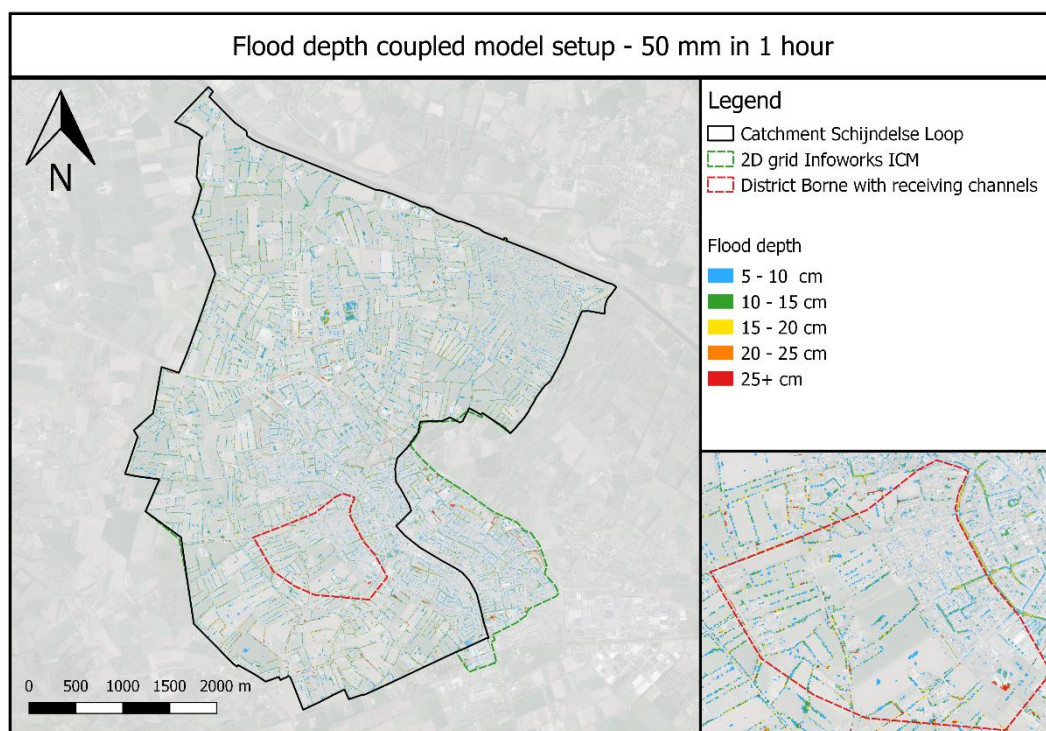 Flood depth coupled model setup - 50 mm in 1 hour
N
Legend
Catchment Schijndelse Loop
2D grid Infoworks ICM
District Borne with receiving channels
Flood depth
5 - 10 cm
10 - 15 cm
15 - 20 cm
20 - 25 cm
25+ cm
0 500 1000 1500 2000 m